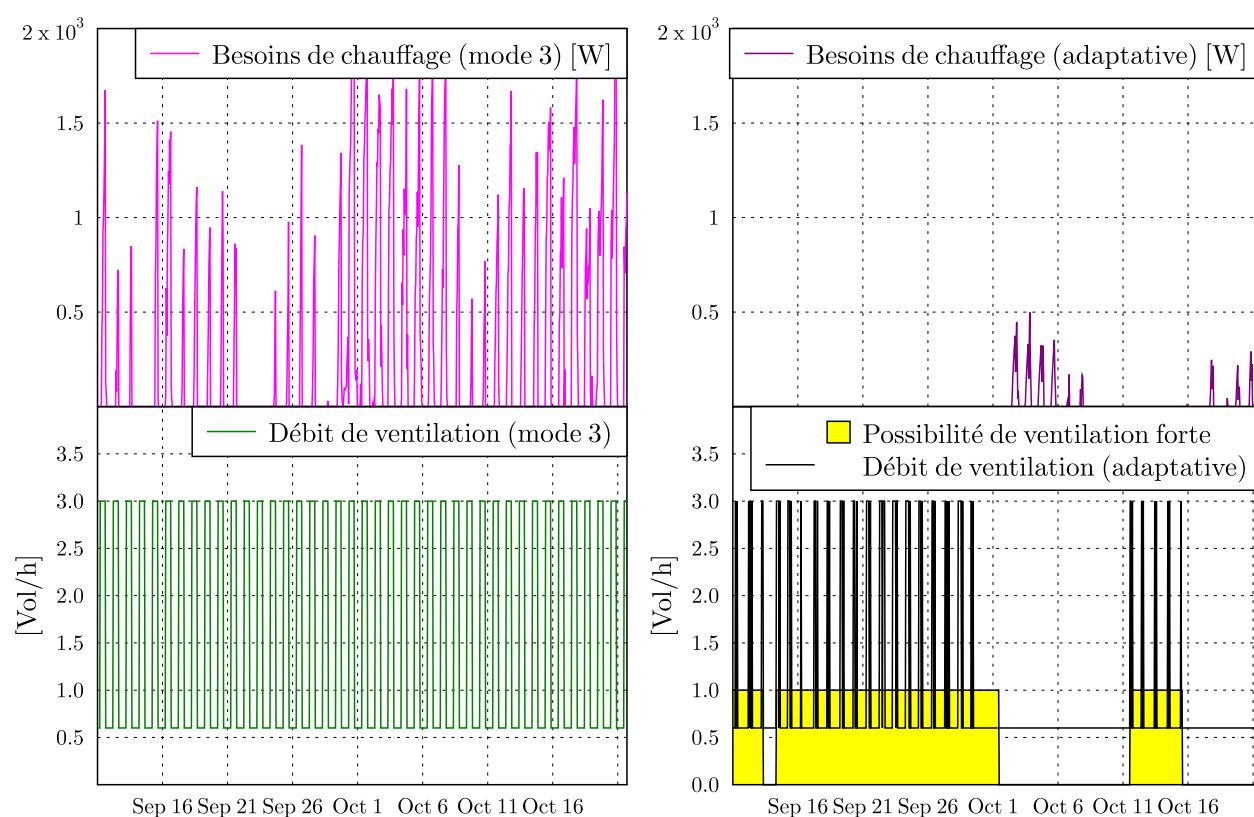 2 x 10³
Besoins de chauffage (mode 3) [W]
1.5
1
0.5
Débit de ventilation (mode 3)
3.5
3.0
2.5
2.0
1.5
1.0
0.5
[Vol/h]
Sep 16 Sep 21 Sep 26 Oct 1 Oct 6 Oct 11 Oct 16
2 x 10³
Besoins de chauffage (adaptative) [W]
1.5
1
0.5
Possibilité de ventilation forte
Débit de ventilation (adaptative)
3.5
3.0
2.5
2.0
1.5
1.0
0.5
0.0
[Vol/h]
Sep 16 Sep 21 Sep 26 Oct 1 Oct 6 Oct 11 Oct 16